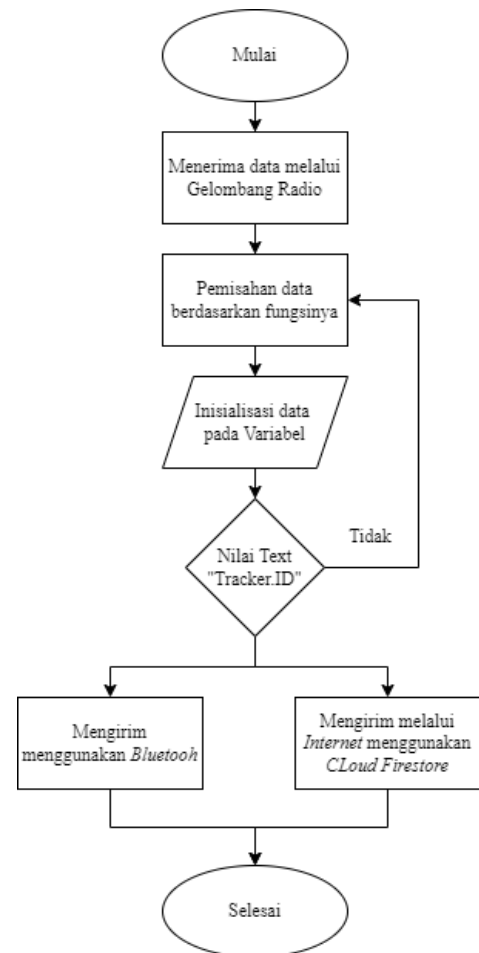 Mulai
Menerima data melalui
Gelombang Radio
Pemisahan data
berdasarkan fungsinya
Inisialisasi data
pada Variabel
Tidak
Nilai Text
"Tracker.ID"
Mengirim
menggunakan Bluetooh
Mengirim melalui
Internet menggunakan
CLoud Firestore
Selesai